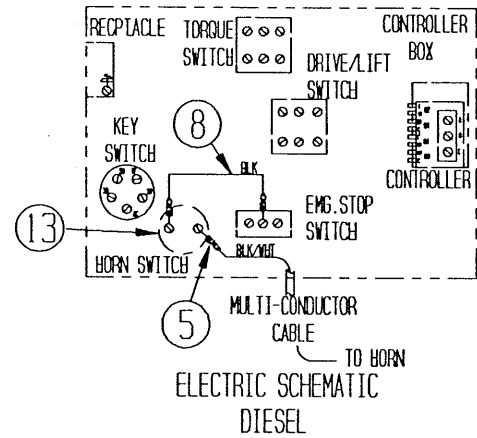 RECPTACLE
TORQUE
SWITCH
CONTROLLER
BOX
DRIVE/LIFT
SWITCH
8
KEY
SWITCH
BLK
CONTROLLER
13
EMG.STOP
SWITCH
HORN SWITCH
BLK/WHT
5
MULTI-CONDUCTOR
CABLE
TO HORN
ELECTRIC SCHEMATIC
DIESEL